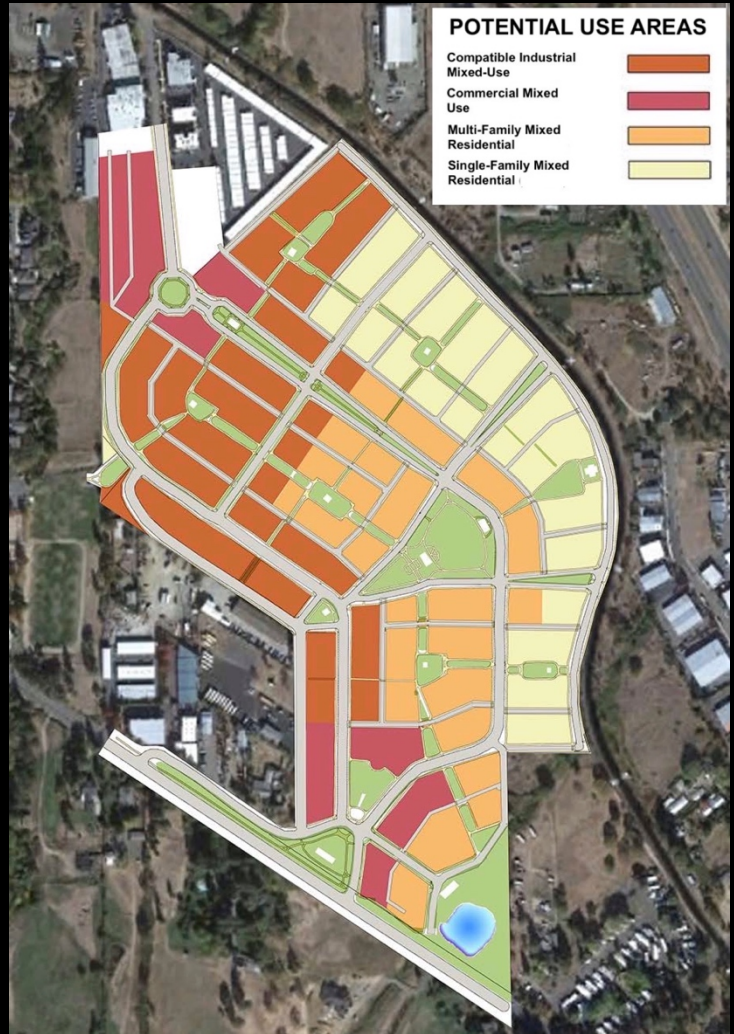 POTENTIAL USE AREAS
Compatible Industrial
Mixed-Use
Commercial Mixed
Use
Multi-Family Mixed
Residential
Single-Family Mixed
Residential